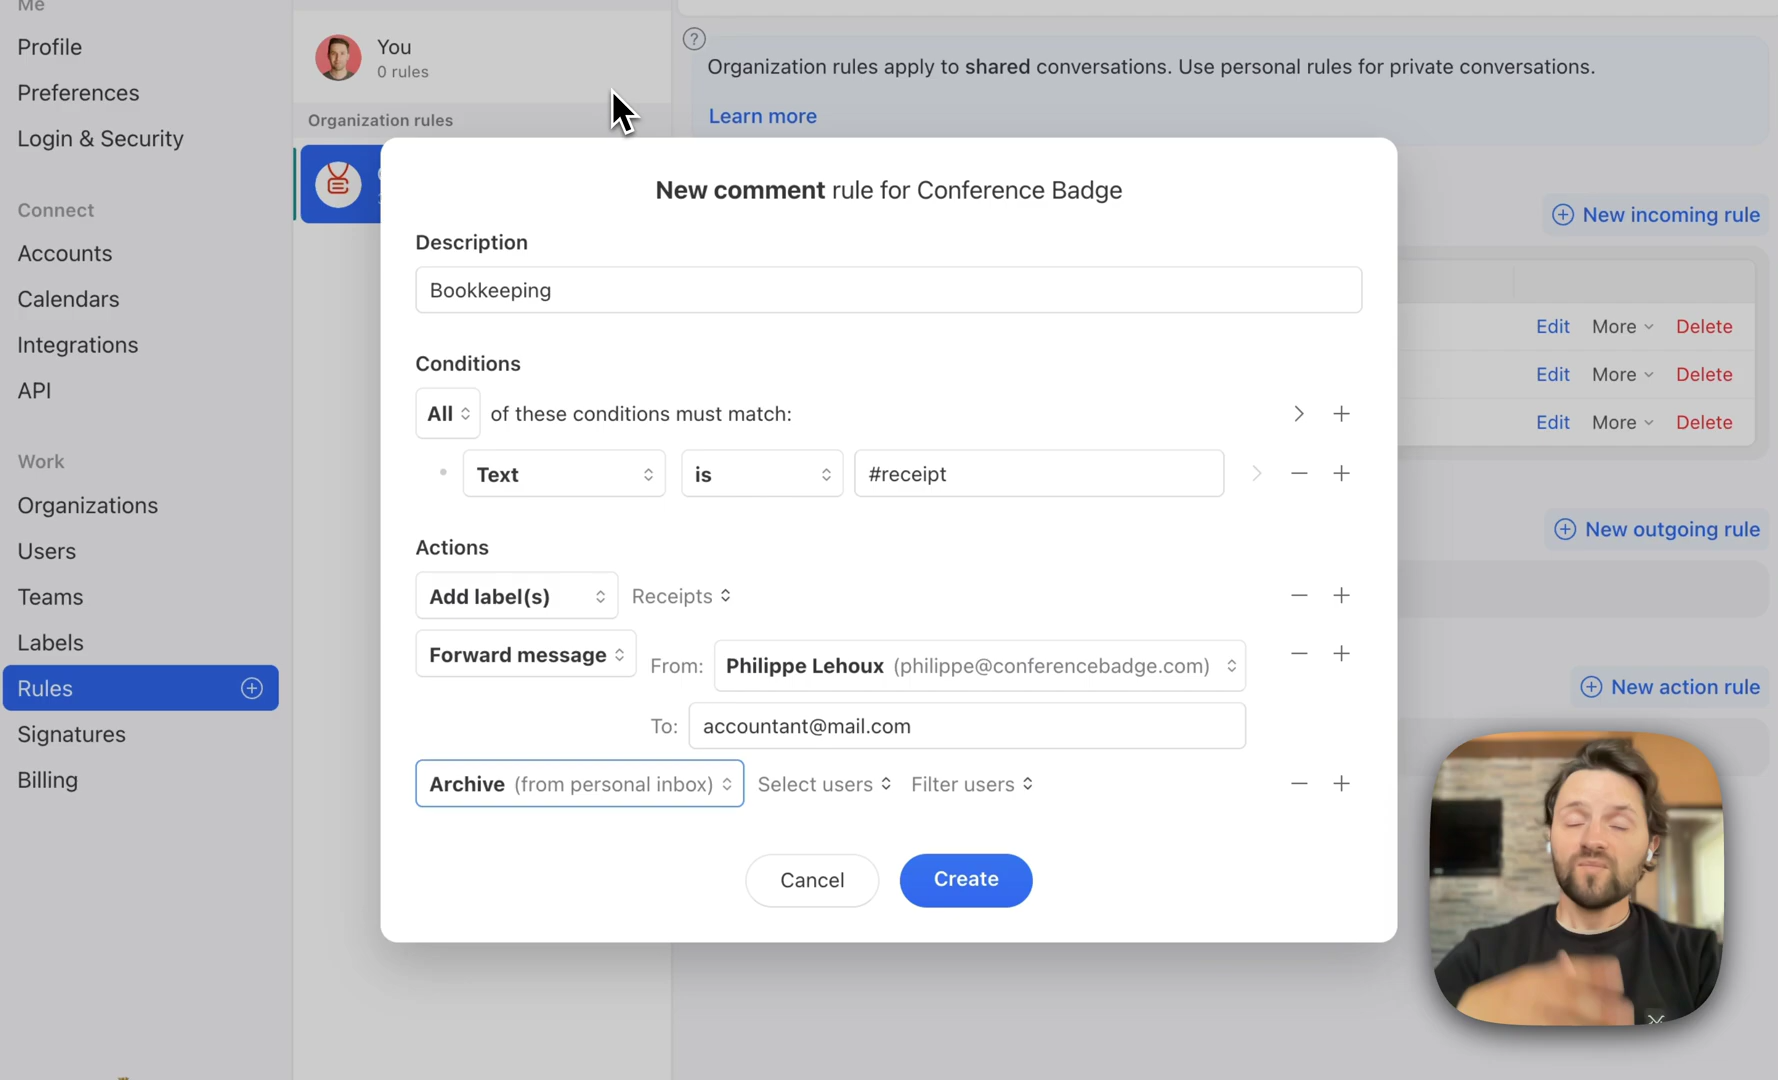 Me
Profile
Preferences
Login & Security
Connect
Accounts
Calendars
Integrations
API
Work
Organizations
Users
Teams
Labels
Rules
Signatures
Billing
You
0 rules
Organization rules
Organization rules apply to shared conversations. Use personal rules for private conversations.
Learn more
New comment rule for Conference Badge
Description
Bookkeeping
Conditions
All of these conditions must match:
Text is #receipt
Actions
Add label(s) Receipts
Forward message From: Philippe Lehoux (philippe@conferencebadge.com)
To: accountant@mail.com
Archive (from personal inbox) Select users Filter users
Cancel Create
New incoming rule
Edit More Delete
Edit More Delete
Edit More Delete
New outgoing rule
New action rule